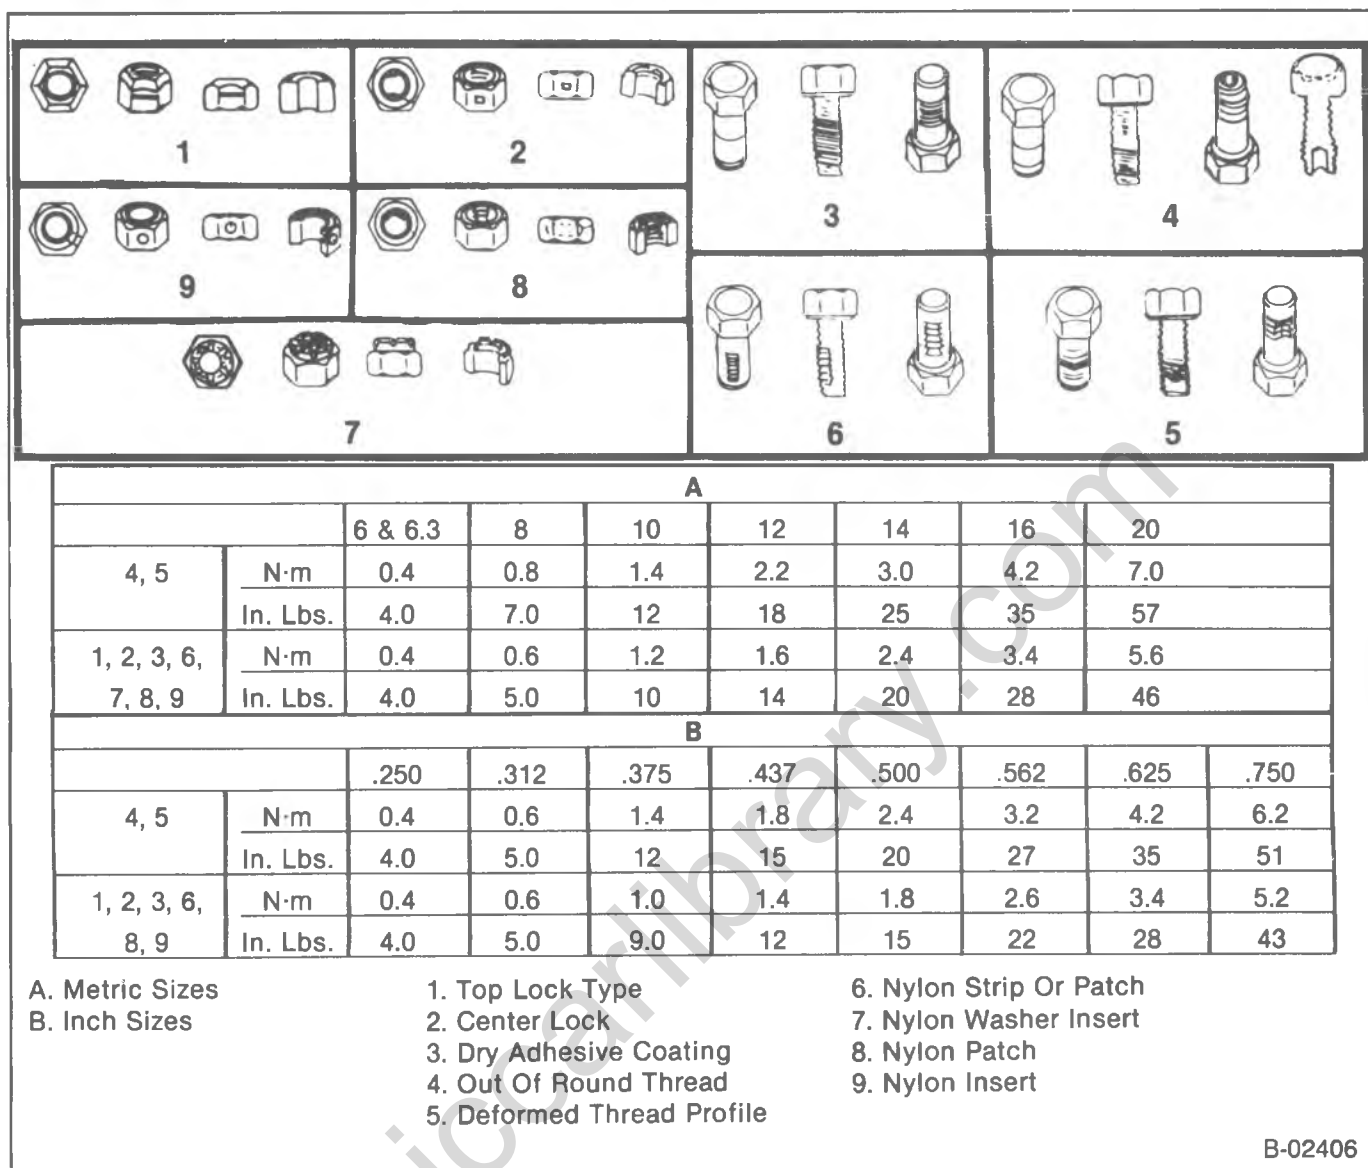 1
2
3
4
9
8
7
6
5
A
6 & 6.3 8 10 12 14 16 20
4, 5 N·m 0.4 0.8 1.4 2.2 3.0 4.2 7.0
In. Lbs. 4.0 7.0 12 18 25 35 57
1, 2, 3, 6, N·m 0.4 0.6 1.2 1.6 2.4 3.4 5.6
7, 8, 9 In. Lbs. 4.0 5.0 10 14 20 28 46
B
.250 .312 .375 .437 .500 .562 .625 .750
4, 5 N·m 0.4 0.6 1.4 1.8 2.4 3.2 4.2 6.2
In. Lbs. 4.0 5.0 12 15 20 27 35 51
1, 2, 3, 6, N·m 0.4 0.6 1.0 1.4 1.8 2.6 3.4 5.2
8, 9 In. Lbs. 4.0 5.0 9.0 12 15 22 28 43
A. Metric Sizes
B. Inch Sizes
1. Top Lock Type
2. Center Lock
3. Dry Adhesive Coating
4. Out Of Round Thread
5. Deformed Thread Profile
6. Nylon Strip Or Patch
7. Nylon Washer Insert
8. Nylon Patch
9. Nylon Insert
B-02406
iccarlibrary.com